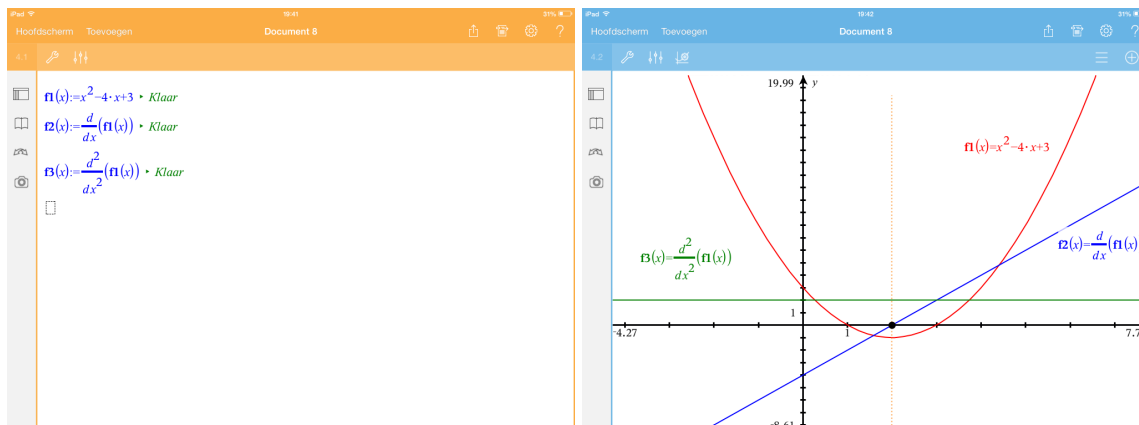 iPad 19:41 31%
Hoofdscherm Toevoegen Document 8 ?
4.1
f1(x):=x²−4·x+3 ▸ Klaar
f2(x):=d/dx(f1(x)) ▸ Klaar
f3(x):=d²/dx²(f1(x)) ▸ Klaar
iPad 19:42 31%
Hoofdscherm Toevoegen Document 8 ?
4.2
19.99 y
f1(x)=x²−4·x+3
f2(x)=d/dx(f1(x)
f3(x)=d²/dx²(f1(x))
1
-4.27 1 7.7
-8.61